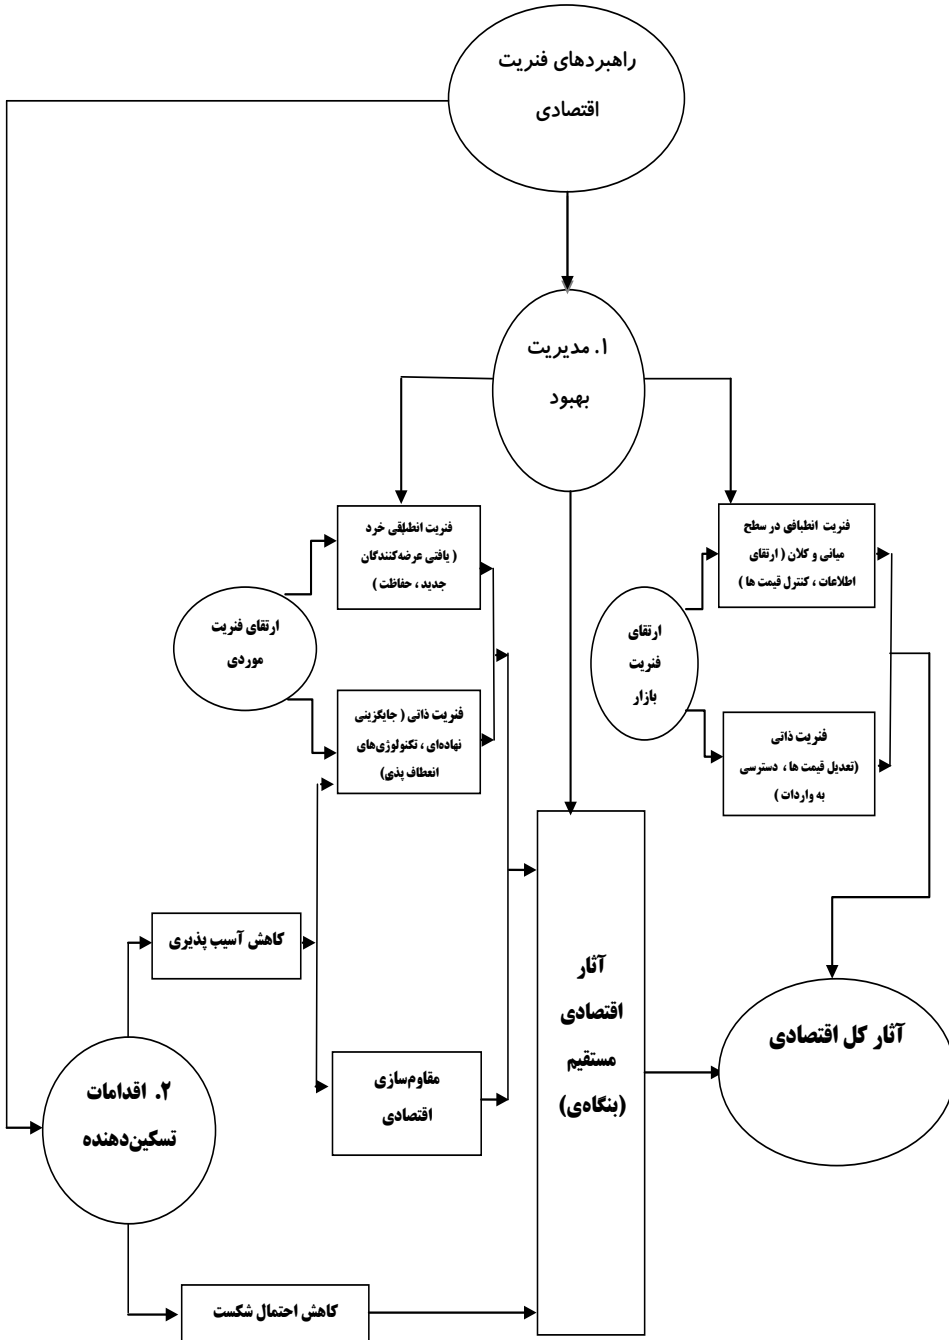 راهبردهای فنریت
اقتصادی
۱. مدیریت
بهبود
فنریت انطباقی در سطح
میانی و کلان ( ارتقای
اطلاعات ، کنترل قیمت ها )
فنریت انطباقی خرد
( یافتی عرضه‌کنندگان
جدید ، حفاظت )
ارتقای
فنریت
بازار
ارتقای فنریت
موردی
فنریت ذاتی
(تعدیل قیمت ها ، دسترسی
به واردات )
فنریت ذاتی ( جایگزینی
نهاده‌ای ، تکنولوژی‌های
انعطاف پذی)
کاهش آسیب پذیری
آثار
اقتصادی
مستقیم
(بنگاه‌ی)
آثار کل اقتصادی
مقاوم‌سازی
اقتصادی
۲. اقدامات
تسکین‌دهنده
کاهش احتمال شکست